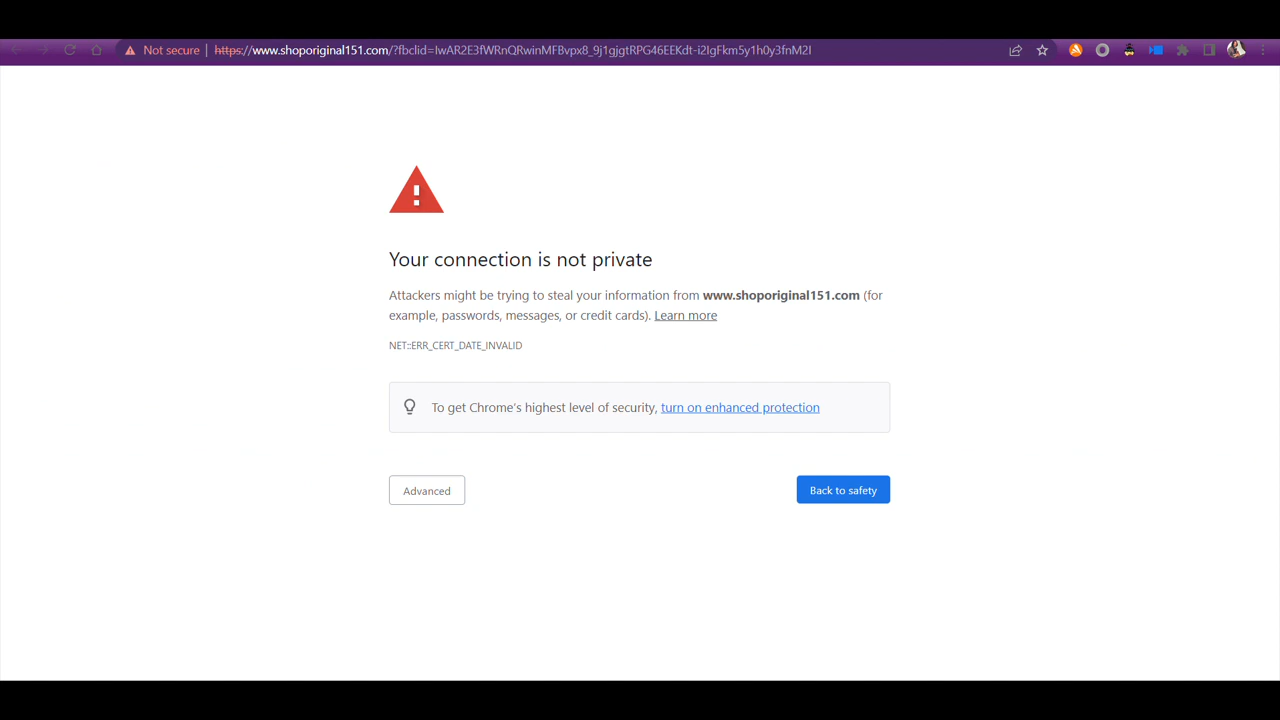 Not secure | https://www.shoporiginal151.com/?fbclid=IwAR2E3fWRnQRwinMFBvpx8_9j1gjgtRPG46EEKdt-i2IgFkm5y1h0y3fnM2I
Your connection is not private
Attackers might be trying to steal your information from www.shoporiginal151.com (for
example, passwords, messages, or credit cards). Learn more
NET::ERR_CERT_DATE_INVALID
To get Chrome's highest level of security, turn on enhanced protection
Advanced
Back to safety